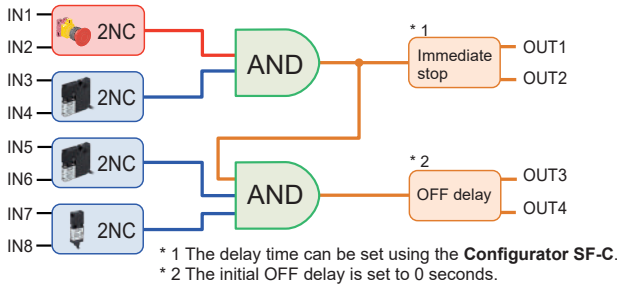 IN1
2NC
IN2
AND
* 1
Immediate
stop
OUT1
OUT2
IN3
2NC
IN4
IN5
2NC
IN6
AND
* 2
OFF delay
OUT3
OUT4
IN7
2NC
IN8
* 1 The delay time can be set using the Configurator SF-C.
* 2 The initial OFF delay is set to 0 seconds.